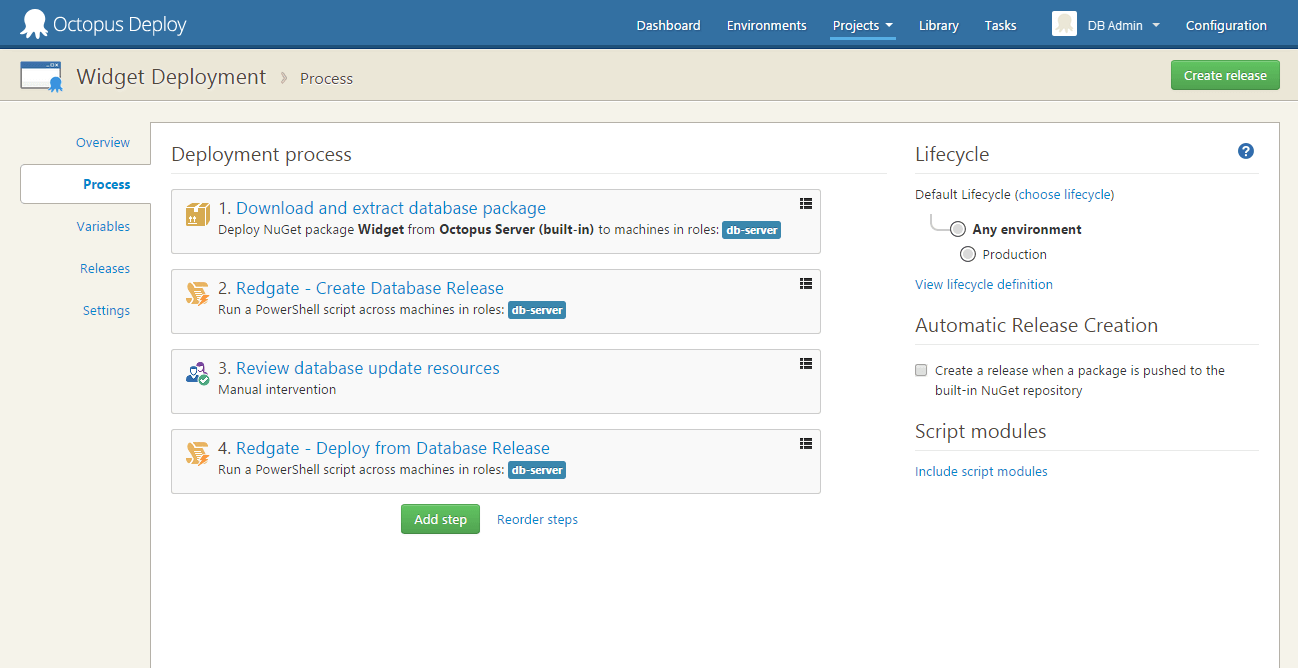 Octopus Deploy
Dashboard Environments Projects Library Tasks DB Admin Configuration
Widget Deployment Process
Create release
Overview
Process
Variables
Releases
Settings
Deployment process
1. Download and extract database package
Deploy NuGet package Widget from Octopus Server (built-in) to machines in roles: db-server
2. Redgate - Create Database Release
Run a PowerShell script across machines in roles: db-server
3. Review database update resources
Manual intervention
4. Redgate - Deploy from Database Release
Run a PowerShell script across machines in roles: db-server
Add step Reorder steps
Lifecycle
?
Default Lifecycle (choose lifecycle)
Any environment
Production
View lifecycle definition
Automatic Release Creation
Create a release when a package is pushed to the
built-in NuGet repository
Script modules
Include script modules